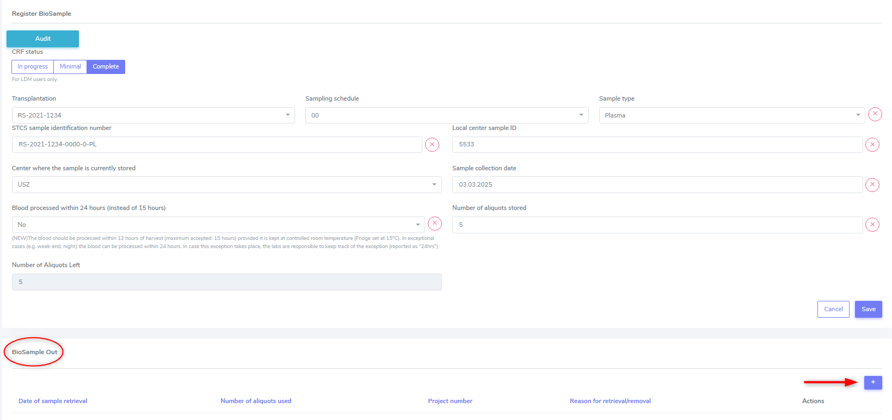 Register BioSample
Audit
CRF status
In progress Minimal Complete
For LDM users only.
Transplantation Sampling schedule Sample type
RS-2021-1234 00 Plasma
STCS sample identification number Local center sample ID
RS-2021-1234-0000-0-PL 5533
Center where the sample is currently stored Sample collection date
USZ 03.03.2025
Blood processed within 24 hours (instead of 15 hours) Number of aliquots stored
No 5
(NEW)The blood should be processed within 12 hours of harvest (maximum accepted: 15 hours) provided it is kept at controlled room temperature (Fridge set at 15°C). In exceptional
cases (e.g. week-end, night) the blood can be processed within 24 hours. In case this exception takes place, the labs are responsible to keep track of the exception (reported as "24hrs")
Number of Aliquots Left
5
Cancel Save
BioSample Out
+
Date of sample retrieval Number of aliquots used Project number Reason for retrieval/removal Actions